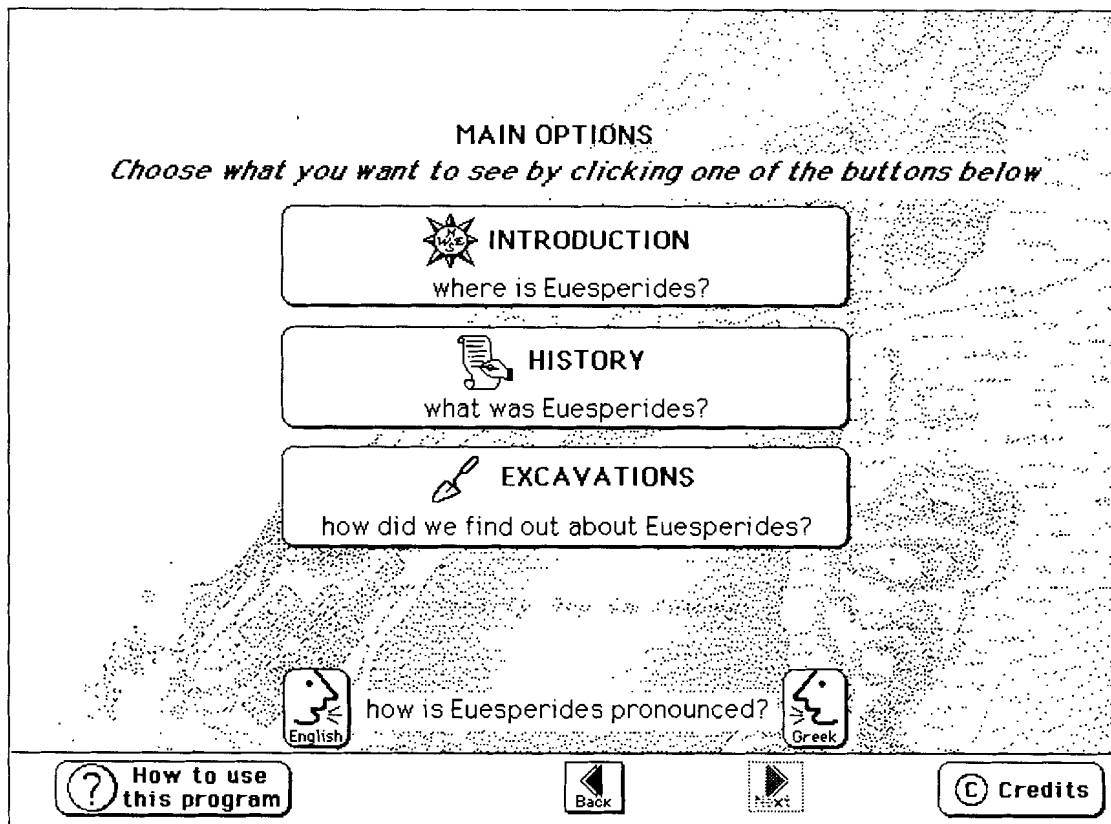 MAIN OPTIONS
Choose what you want to see by clicking one of the buttons below
N
W E
S
INTRODUCTION
where is Euesperides?
HISTORY
what was Euesperides?
EXCAVATIONS
how did we find out about Euesperides?
English
how is Euesperides pronounced?
Greek
?
How to use
this program
Back
Next
C Credits